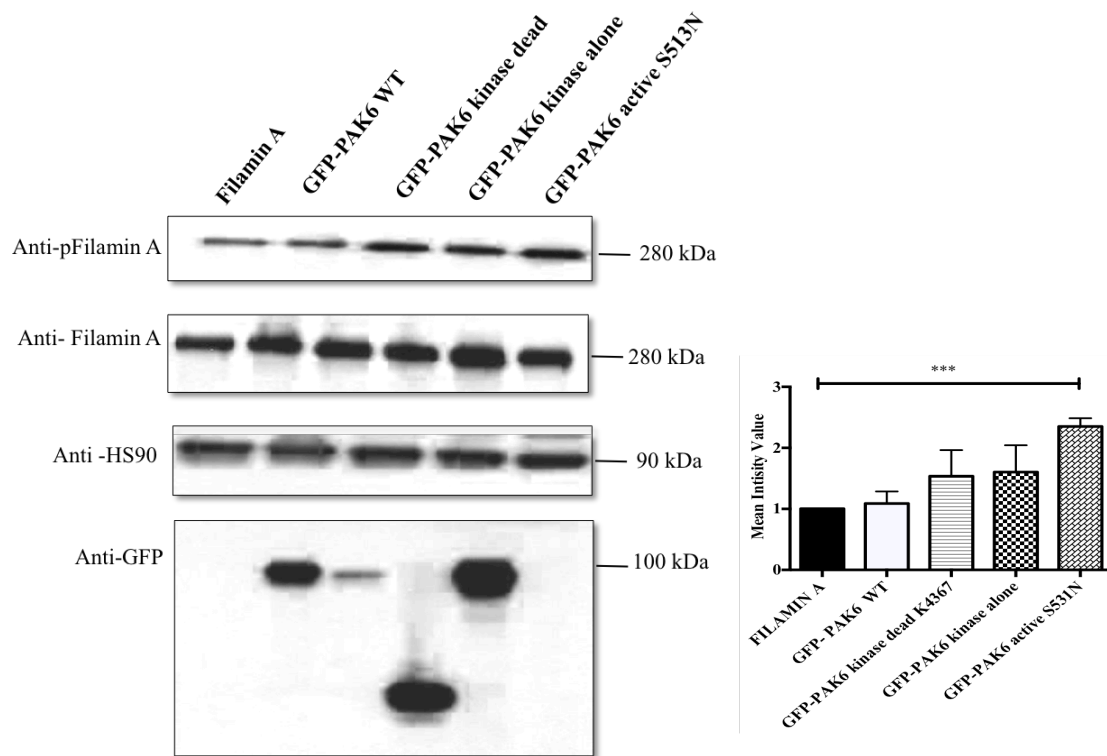 Filamin A
GFP-PAK6 WT
GFP-PAK6 kinase dead
GFP-PAK6 kinase alone
GFP-PAK6 active S513N
Anti-pFilamin A
280 kDa
Anti- Filamin A
280 kDa
Anti -HS90
90 kDa
Anti-GFP
100 kDa
***
3
2
1
0
Mean Intisity Value
FILAMIN A
GFP- PAK6 WT
GFP-PAK6 kinase dead K4367
GFP-PAK6 kinase alone
GFP-PAK6 active S531N